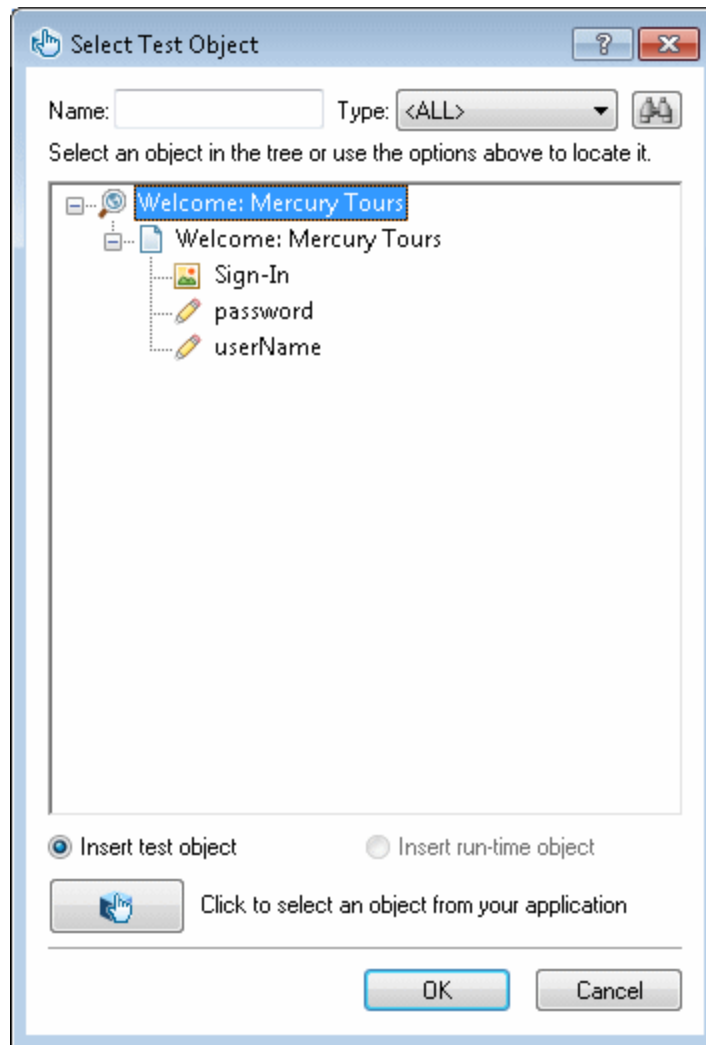 Select Test Object
Name: Type: <ALL>
Select an object in the tree or use the options above to locate it.
Welcome: Mercury Tours
Welcome: Mercury Tours
Sign-In
password
userName
Insert test object Insert run-time object
Click to select an object from your application
OK Cancel